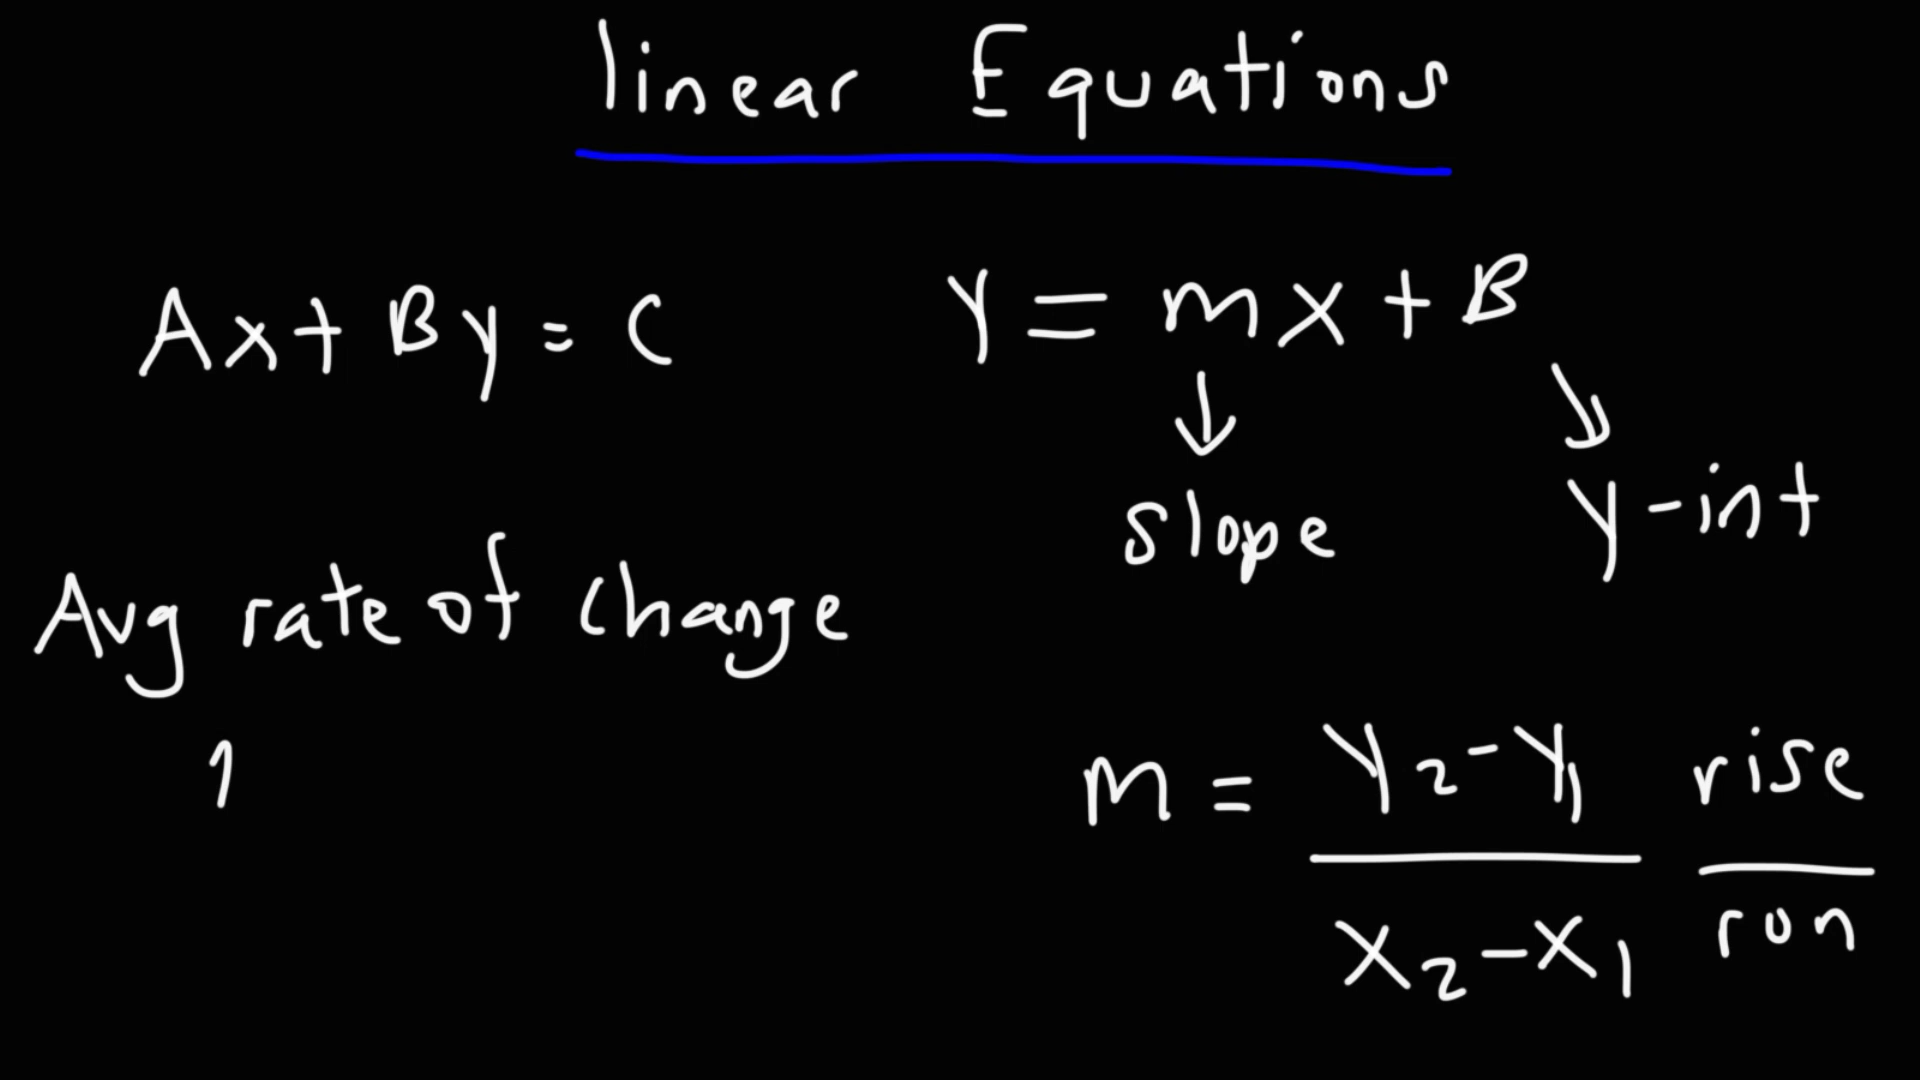 linear Equations
Ax + By = C
Y = mx + B
slope
y-int
Avg rate of change
1
m = Y2 - Y1 rise
X2 - X1 run